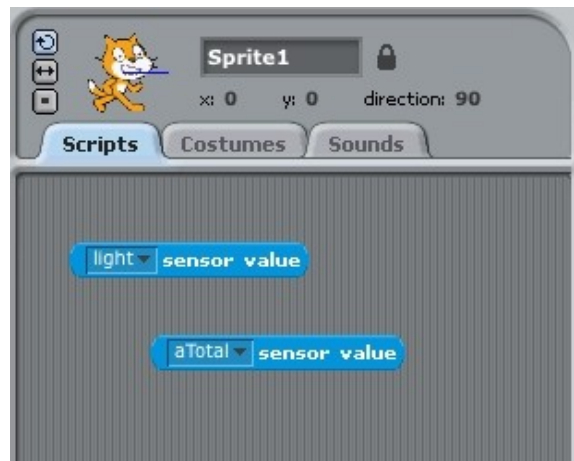 Sprite1
x: 0 y: 0 direction: 90
Scripts Costumes Sounds
light sensor value
aTotal sensor value